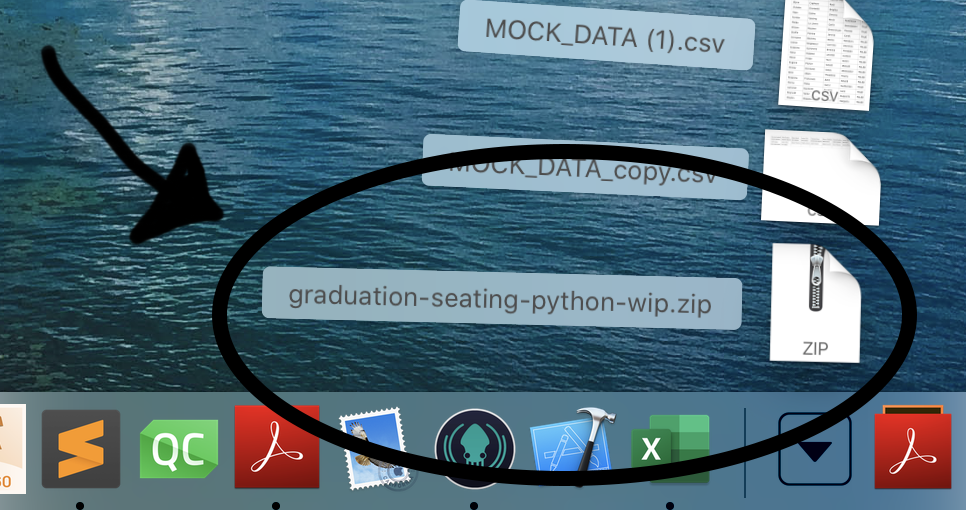 MOCK_DATA (1).csv
CSV
MOCK_DATA_copy.csv
graduation-seating-python-wip.zip
ZIP
QC
X